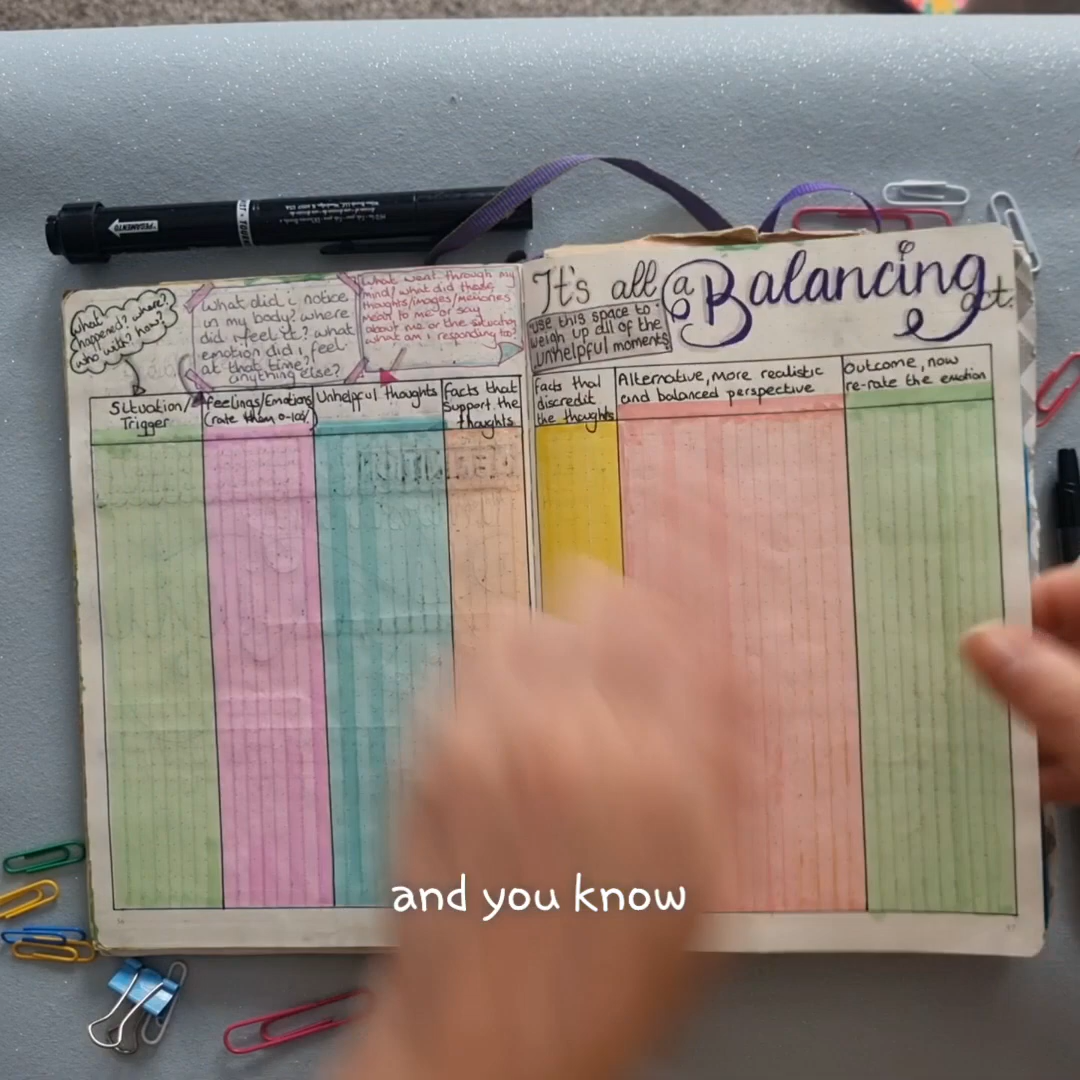 PEGAMENTO
What
happened? where?
why? how?
who with?
What did i notice
in my body? where
did i feel it? what
emotion did i feel
at that time?
anything else?
What went through my
mind? what did those
thoughts/images/memories
mean to me or say
about me or the situation
what am i responding too?
It's all a Balancing act.
use this space to
weigh up all of the
unhelpful moments
Situation/
Trigger
Feelings/Emotions
(rate them 0-10%)
Unhelpful thoughts
Facts that
Support the
thoughts
Facts that
discredit
the thoughts
Alternative, more realistic
and balanced perspective
Outcome, now
re-rate the emotion
and you know